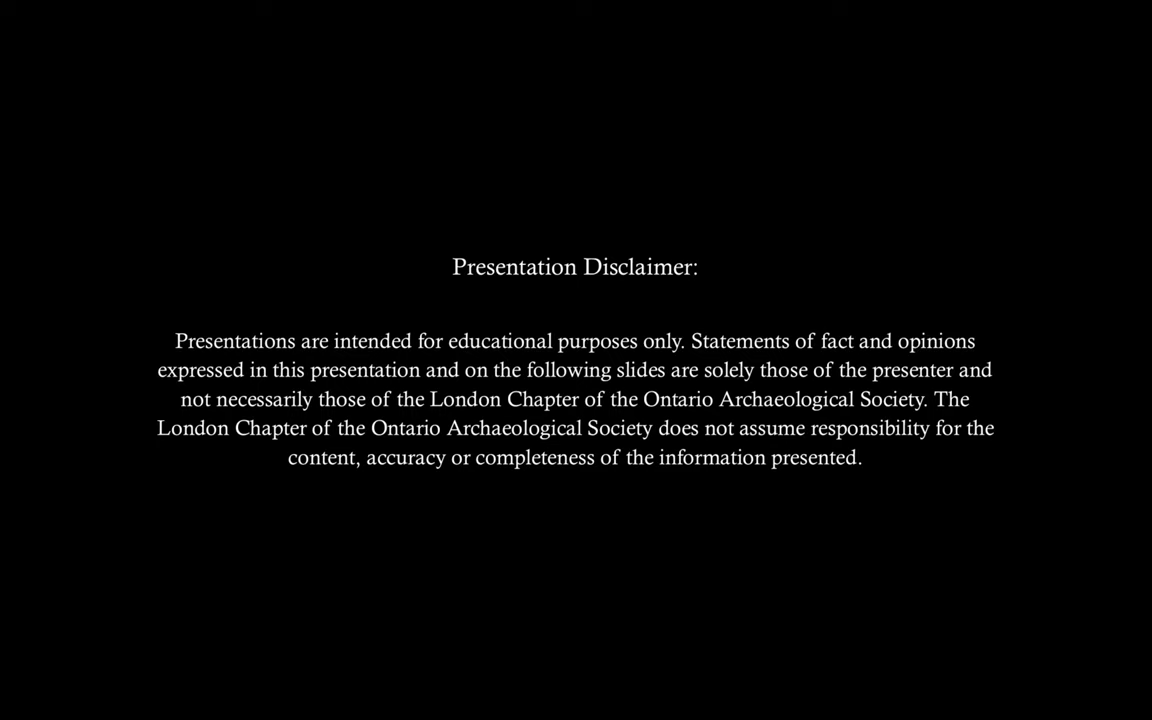 Presentation Disclaimer:
Presentations are intended for educational purposes only. Statements of fact and opinions
expressed in this presentation and on the following slides are solely those of the presenter and
not necessarily those of the London Chapter of the Ontario Archaeological Society. The
London Chapter of the Ontario Archaeological Society does not assume responsibility for the
content, accuracy or completeness of the information presented.